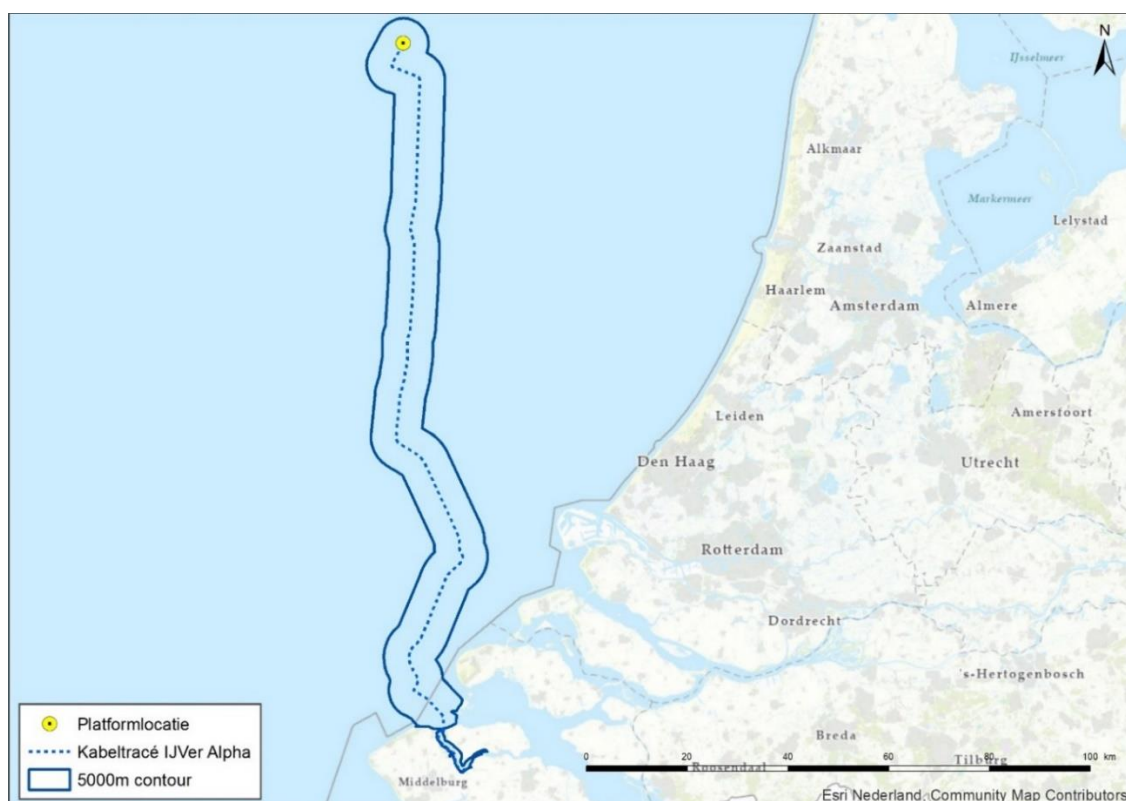 N
IJsselmeer
Alkmaar
Markermeer
Lelystad
Zaanstad
Haarlem
Amsterdam
Almere
Leiden
Amersfoort
Den Haag
Utrecht
Rotterdam
Dordrecht
's-Hertogenbosch
Platformlocatie
Kabeltracé IJVer Alpha
5000m contour
Breda
Tilburg
Roosendaal
Middelburg
0 20 40 60 80 100 km
Esri Nederland, Community Map Contributors